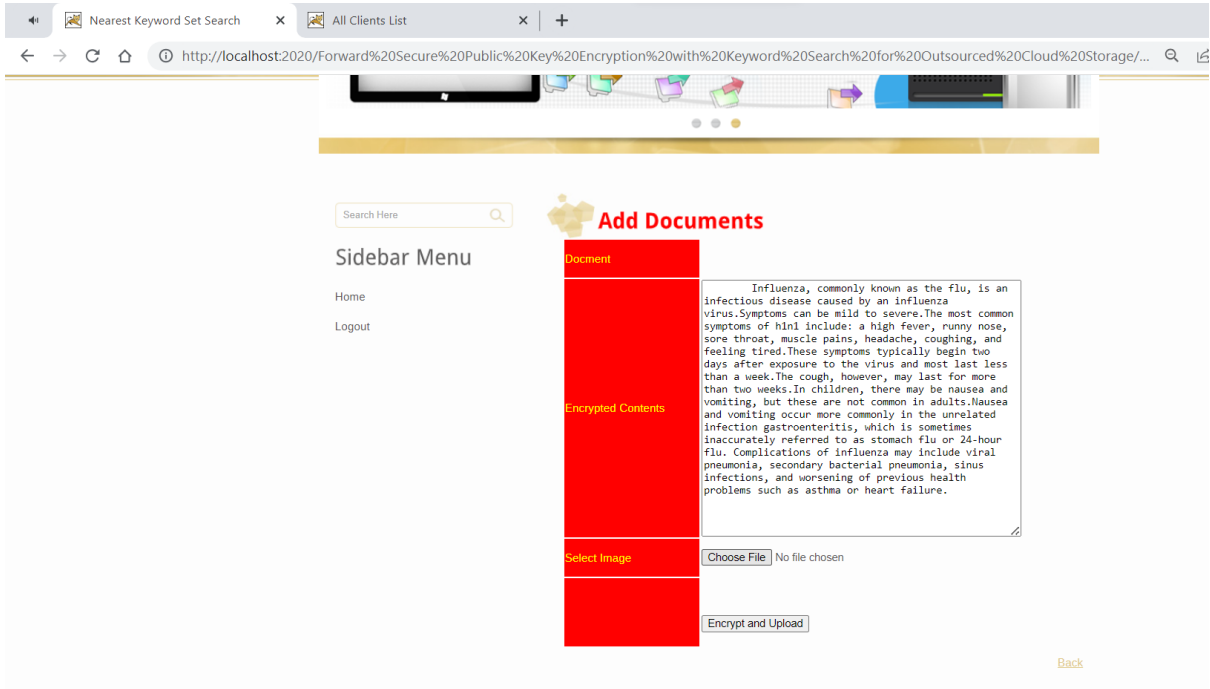 Nearest Keyword Set Search
All Clients List
http://localhost:2020/Forward%20Secure%20Public%20Key%20Encryption%20with%20Keyword%20Search%20for%20Outsourced%20Cloud%20Storage/...
Search Here
Add Documents
Sidebar Menu
Home
Logout
Docment
Encrypted Contents
Influenza, commonly known as the flu, is an
infectious disease caused by an influenza
virus.Symptoms can be mild to severe.The most common
symptoms of h1n1 include: a high fever, runny nose,
sore throat, muscle pains, headache, coughing, and
feeling tired.These symptoms typically begin two
days after exposure to the virus and most last less
than a week.The cough, however, may last for more
than two weeks.In children, there may be nausea and
vomiting, but these are not common in adults.Nausea
and vomiting occur more commonly in the unrelated
infection gastroenteritis, which is sometimes
inaccurately referred to as stomach flu or 24-hour
flu. Complications of influenza may include viral
pneumonia, secondary bacterial pneumonia, sinus
infections, and worsening of previous health
problems such as asthma or heart failure.
Select Image
Choose File No file chosen
Encrypt and Upload
Back